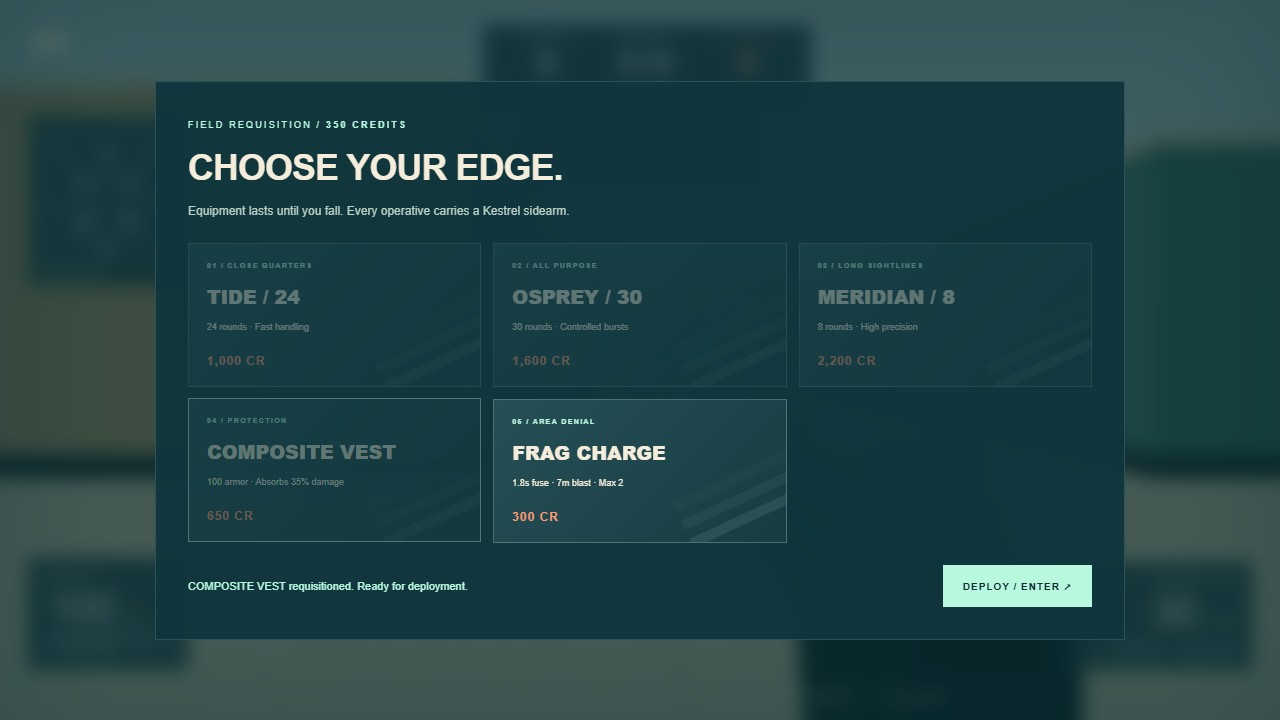 FIELD REQUISITION / 350 CREDITS
CHOOSE YOUR EDGE.
Equipment lasts until you fall. Every operative carries a Kestrel sidearm.
01 / CLOSE QUARTERS
TIDE / 24
24 rounds · Fast handling
1,000 CR
02 / ALL PURPOSE
OSPREY / 30
30 rounds · Controlled bursts
1,600 CR
03 / LONG SIGHTLINES
MERIDIAN / 8
8 rounds · High precision
2,200 CR
04 / PROTECTION
COMPOSITE VEST
100 armor · Absorbs 35% damage
650 CR
05 / AREA DENIAL
FRAG CHARGE
1.8s fuse · 7m blast · Max 2
300 CR
COMPOSITE VEST requisitioned. Ready for deployment.
DEPLOY / ENTER ↗